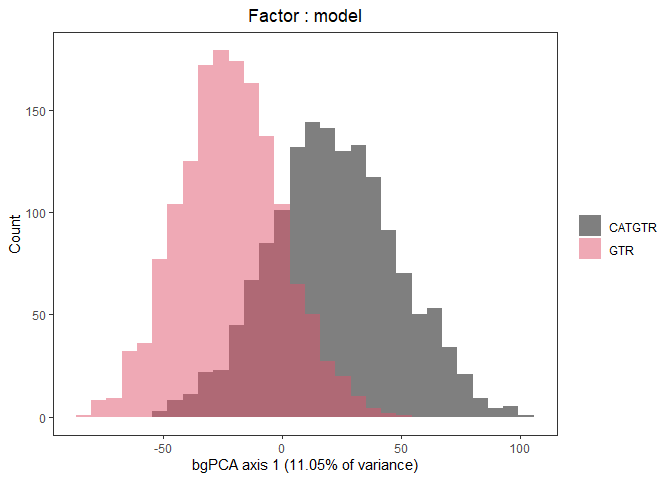 Factor : model
Count
150
100
50
0
-50
0
50
100
bgPCA axis 1 (11.05% of variance)
CATGTR
GTR